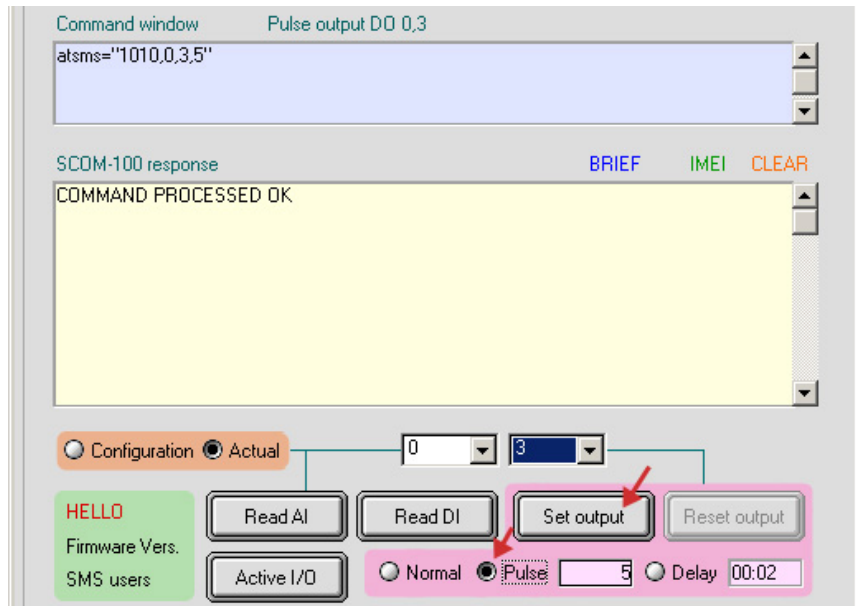 Command window Pulse output DO 0,3
atsms="1010,0,3,5"
SCOM-100 response BRIEF IMEI CLEAR
COMMAND PROCESSED OK
Configuration Actual 0 3
HELLO Read AI Read DI Set output Reset output
Firmware Vers.
SMS users Active I/O Normal Pulse 5 Delay 00:02